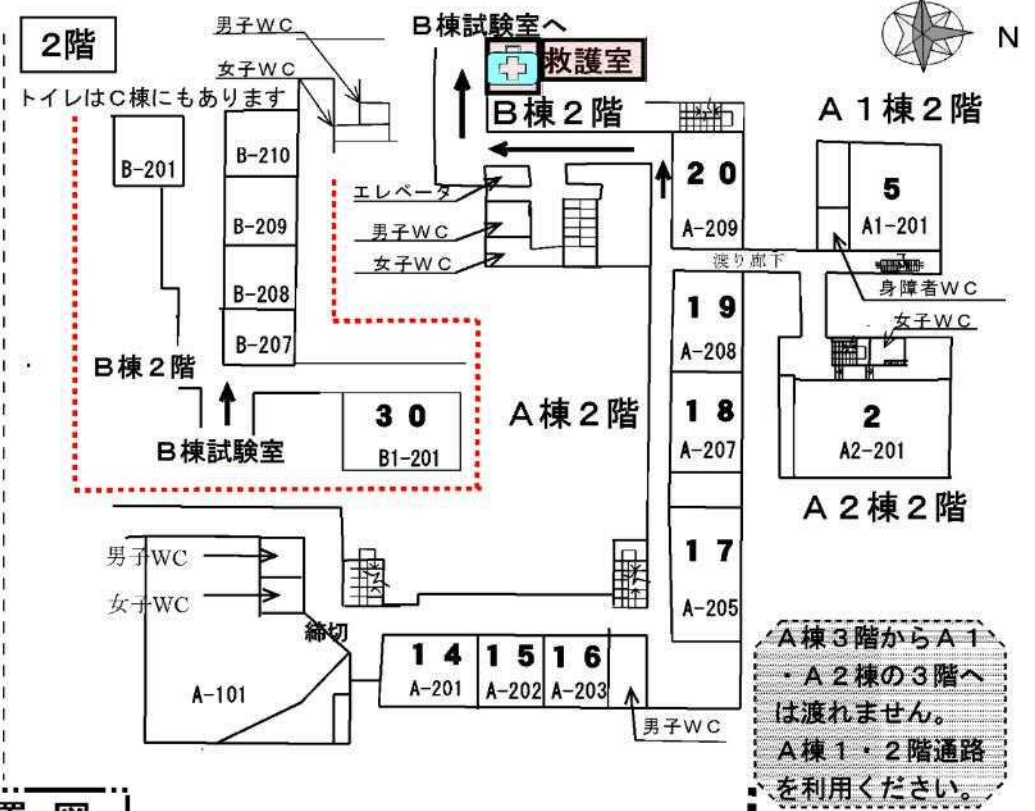 2階
トイレはC棟にもあります
男子WC
女子WC
B棟試験室へ
救護室
B棟2階
N
A1棟2階
B-201
B-210
B-209
B-208
B-207
エレベータ
男子WC
女子WC
20
A-209
5
A1-201
渡り廊下
身障者WC
女子WC
19
A-208
18
A-207
2
A2-201
A2棟2階
B棟2階
B棟試験室
30
B1-201
A棟2階
17
A-205
男子WC
女子WC
締切
A-101
14
A-201
15
A-202
16
A-203
男子WC
A棟3階からA1
・A2棟の3階へ
は渡れません。
A棟1・2階通路
を利用ください。